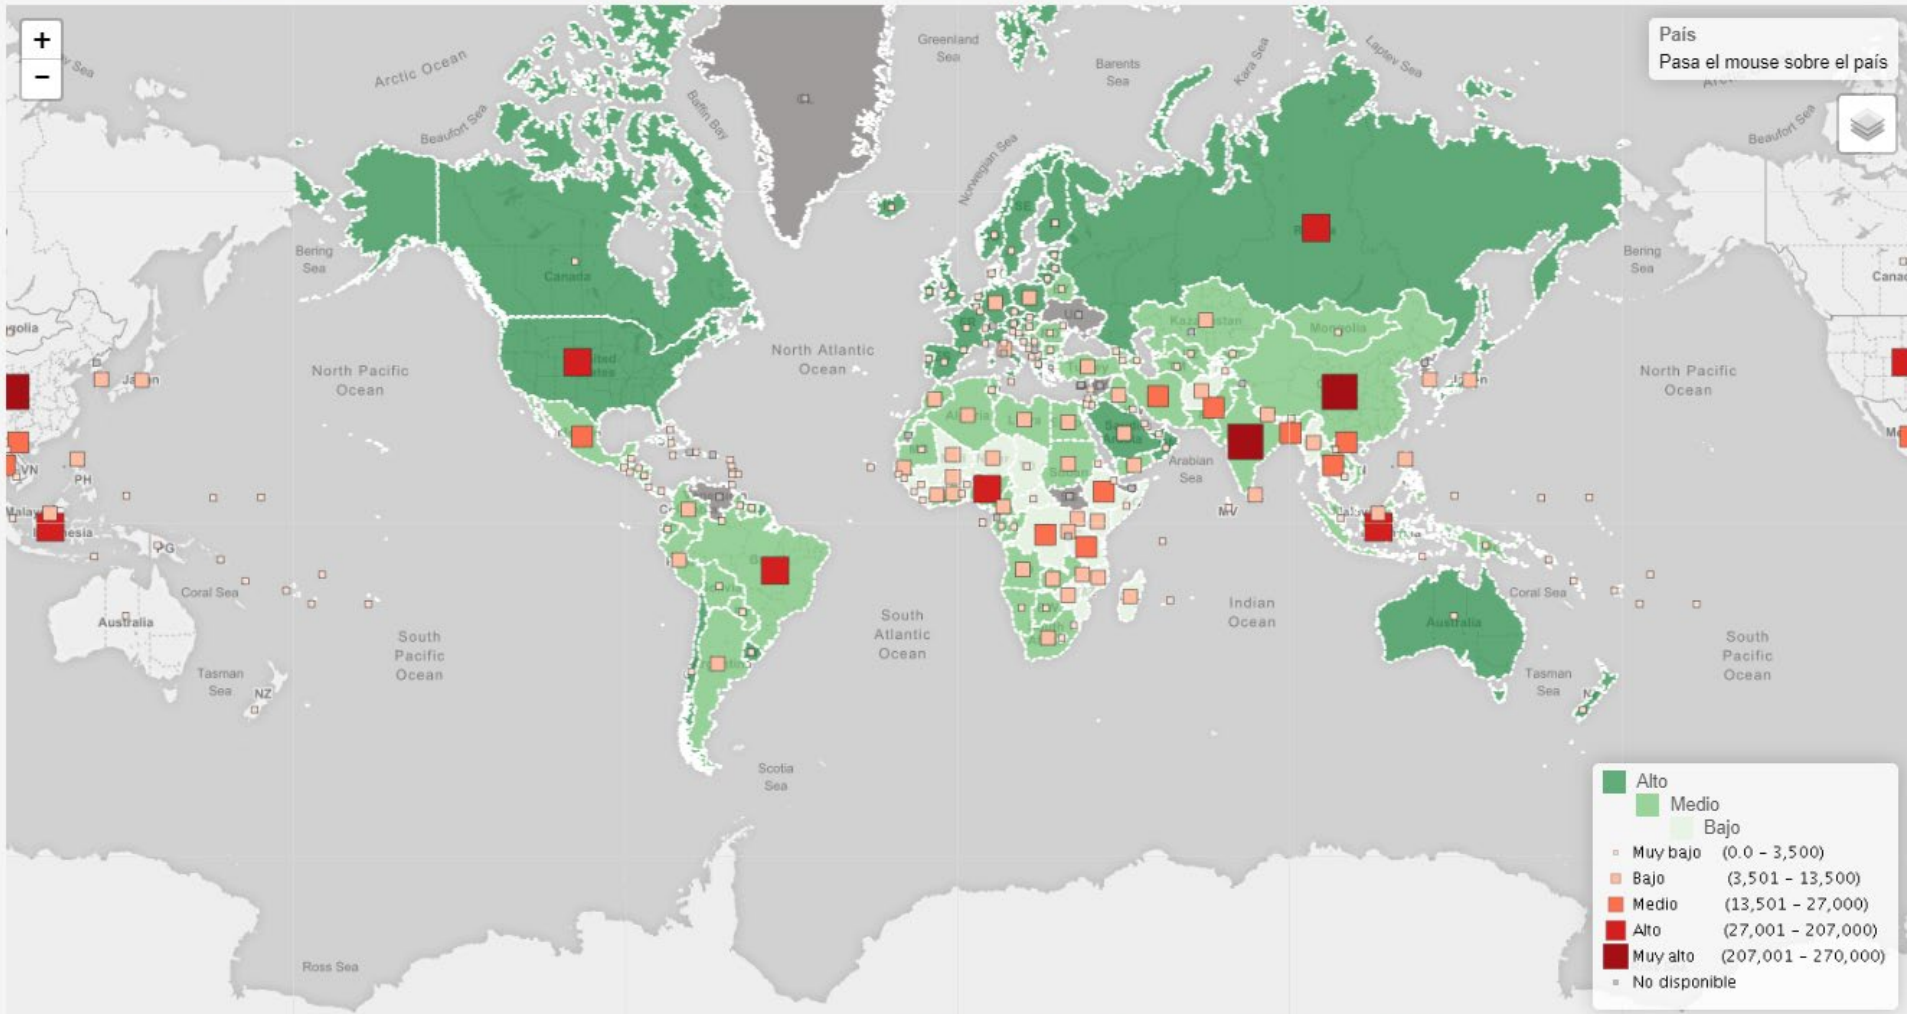 +
−
Arctic Ocean
Beaufort Sea
Baffin Bay
Greenland
Sea
Norwegian Sea
Barents
Sea
Kara Sea
Laptev Sea
País
Pasa el mouse sobre el país
Beaufort Sea
Bering
Sea
Canada
SE
Bering
Sea
North Pacific
Ocean
North Atlantic
Ocean
Mongolia
North Pacific
Ocean
VN
PH
Arabian
Sea
MV
PG
Coral Sea
Australia
South
Pacific
Ocean
South
Atlantic
Ocean
Indian
Ocean
Coral Sea
Australia
South
Pacific
Ocean
Tasman
Sea
NZ
Tasman
Sea
Scotia
Sea
Ross Sea
Alto
Medio
Bajo
Muy bajo (0.0 – 3,500)
Bajo (3,501 – 13,500)
Medio (13,501 – 27,000)
Alto (27,001 – 207,000)
Muy alto (207,001 – 270,000)
No disponible